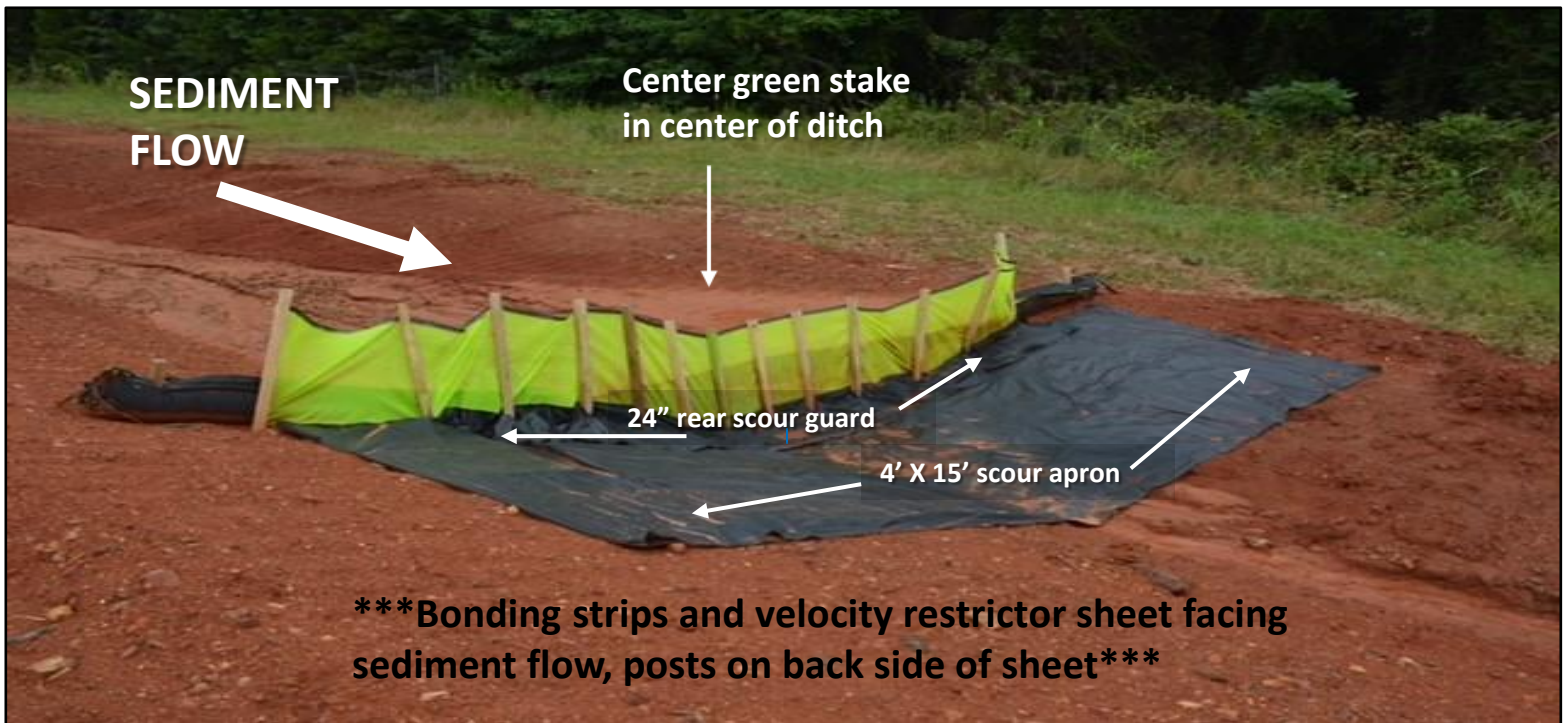 SEDIMENT
FLOW
Center green stake
in center of ditch
24” rear scour guard
4’ X 15’ scour apron
***Bonding strips and velocity restrictor sheet facing
sediment flow, posts on back side of sheet***